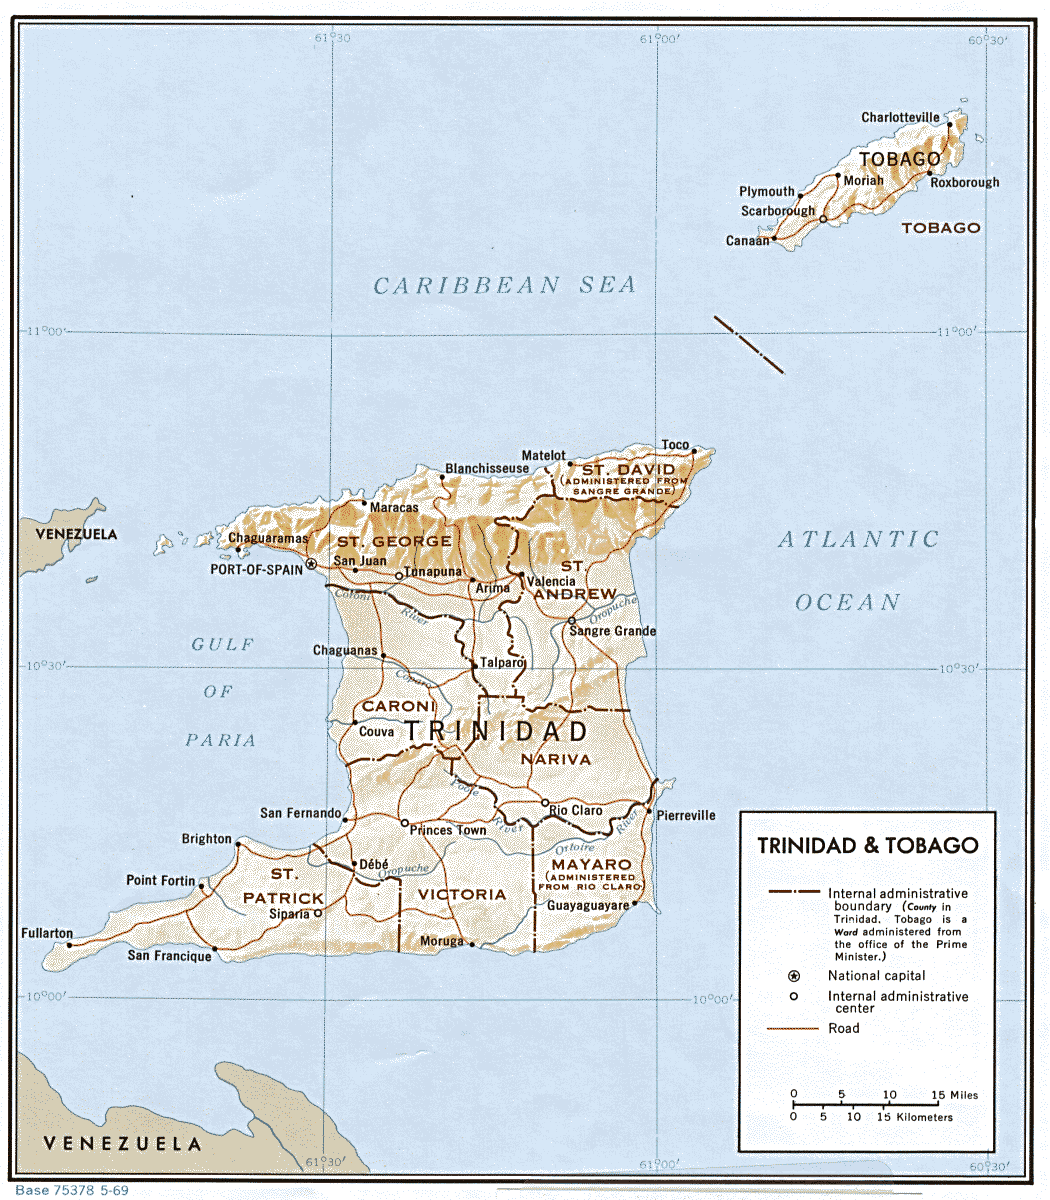 61°30'
61°00'
60°30'
Charlotteville
TOBAGO
Moriah
Roxborough
Plymouth
Scarborough
TOBAGO
Canaan
CARIBBEAN SEA
11°00'
11°00'
Toco
Matelot
Blanchisseuse
ST. DAVID
(ADMINISTERED FROM
SANGRE GRANDE)
Maracas
VENEZUELA
Chaguaramas
ST. GEORGE
ATLANTIC
OCEAN
San Juan
PORT-OF-SPAIN
Tunapuna
Arima
Valencia
ST.
ANDREW
Caroni
River
Oropuche
Sangre Grande
GULF
OF
PARIA
Chaguanas
Talparo
10°30'
10°30'
Caparo
CARONI
Couva
TRINIDAD
NARIVA
Poole
River
Rio Claro
River
Pierreville
San Fernando
Princes Town
Brighton
Ortoire
Débé
Oropuche
MAYARO
(ADMINISTERED
FROM RIO CLARO)
Point Fortin
ST.
PATRICK
VICTORIA
Siparia
Guayaguayare
Fullarton
Moruga
San Francique
10°00'
10°00'
TRINIDAD & TOBAGO
Internal administrative
boundary (County in
Trinidad. Tobago is a
Ward administered from
the office of the Prime
Minister.)
National capital
Internal administrative
center
Road
0 5 10 15 Miles
0 5 10 15 Kilometers
VENEZUELA
61°30'
61°00'
60°30'
Base 75378 5-69